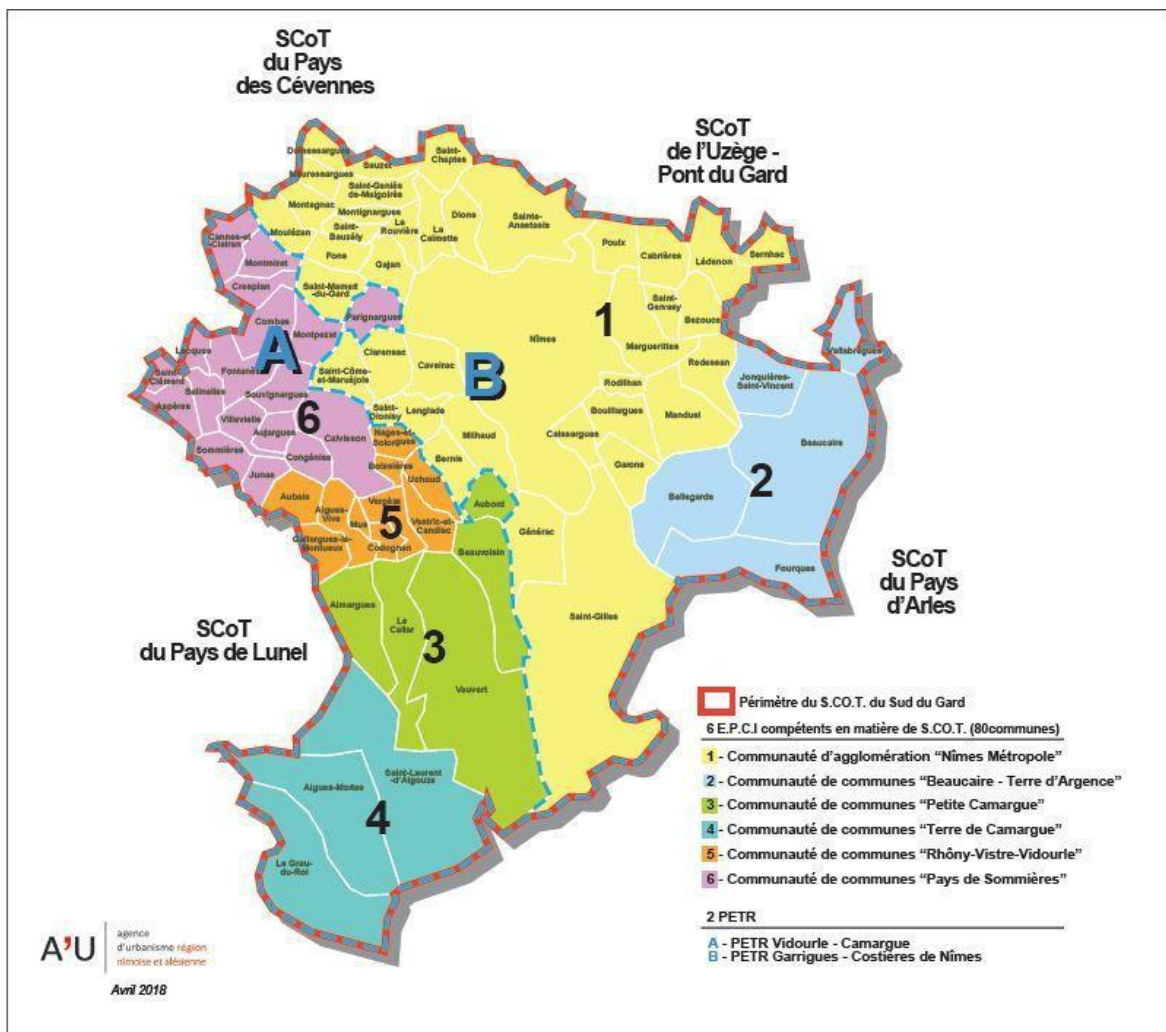 SCoT
du Pays
des Cévennes
SCoT
de l'Uzège -
Pont du Gard
Domessargues
Mauressargues
Sauzet
Saint-
Chaptes
Saint-Geniès
de-Malgoirès
Montagnac
Montignargues
Dions
Sainte-
Anastasie
La
Rouvière
La
Calmette
Moulézan
Saint-
Bauzély
Fons
Gajan
Poulx
Cabrières
Lédenon
Sernhac
Cannes-et
-Clairan
Montmirat
Crespian
Saint-Mamert
-du-Gard
Parignargues
Combas
Montpezat
A
Saint-
Gervasy
Bezouce
1
Nîmes
Marguerittes
Redessan
Vallabrègues
Jonquières-
Saint-Vincent
Clarensac
Caveirac
B
Saint-Côme
-et-Maruéjols
Lecques
Fontanès
Saint-
Clément
Salinelles
Souvignargues
Aspères
Villevieille
6
Aujargues
Calvisson
Sommières
Congénies
Junas
Saint-
Dionisy
Langlade
Milhaud
Bernis
Rodilhan
Bouillargues
Manduel
Caissargues
Garons
Beaucaire
2
Bellegarde
Fourques
Nages-et-
Solorgues
Boissières
Uchaud
Aubais
Aigues-
Vive
Mus
Vergèze
5
Vestric-et-
Candiac
Codognan
Gallargues-le-
Montueux
Aubord
Générac
Beauvoisin
Saint-Gilles
Aimargues
Le
Cailar
3
Vauvert
SCoT
du Pays
d'Arles
SCoT
du Pays de Lunel
Aigues-Mortes
Saint-Laurent
-d'Aigouze
4
Le Grau-
du-Roi
Périmètre du S.CO.T. du Sud du Gard
6 E.P.C.I compétents en matière de S.CO.T. (80communes)
1 - Communauté d'agglomération “Nîmes Métropole”
2 - Communauté de communes “Beaucaire - Terre d'Argence”
3 - Communauté de communes “Petite Camargue”
4 - Communauté de communes “Terre de Camargue”
5 - Communauté de communes “Rhôny-Vistre-Vidourle”
6 - Communauté de communes “Pays de Sommières”
2 PETR
A - PETR Vidourle - Camargue
B - PETR Garrigues - Costières de Nîmes
A'U
agence
d'urbanisme région
nîmoise et alésienne
Avril 2018